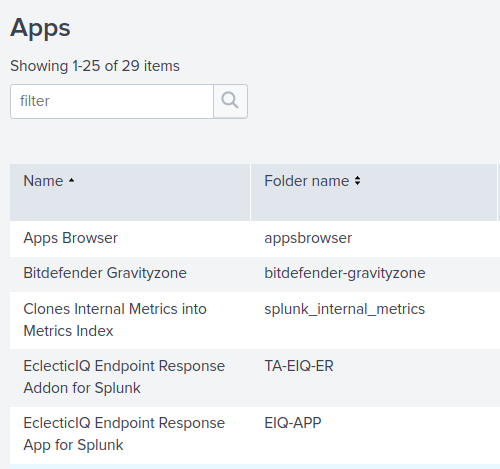 Apps
Showing 1-25 of 29 items
filter
Name Folder name
Apps Browser appsbrowser
Bitdefender Gravityzone bitdefender-gravityzone
Clones Internal Metrics into splunk_internal_metrics
Metrics Index
EclecticIQ Endpoint Response TA-EIQ-ER
Addon for Splunk
EclecticIQ Endpoint Response EIQ-APP
App for Splunk